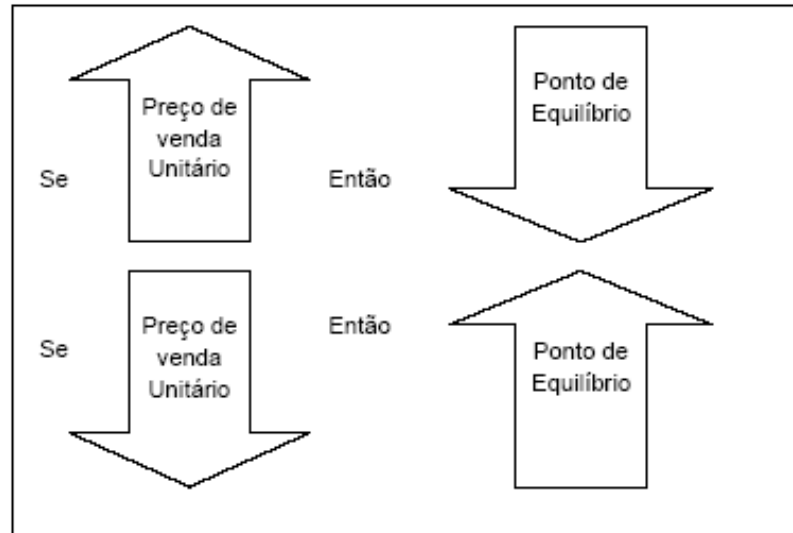 Se
Preço de
venda
Unitário
Então
Ponto de
Equilíbrio
Se
Preço de
venda
Unitário
Então
Ponto de
Equilíbrio